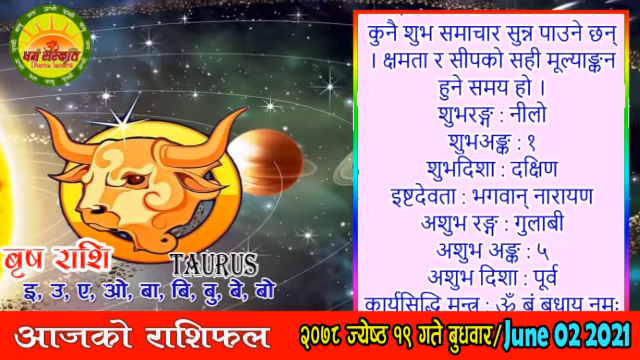 ॐ
धर्म संस्कृति
कुनै शुभ समाचार सुन्न पाउने छन्
। क्षमता र सीपको सही मूल्याङ्कन
हुने समय हो ।
शुभरङ्ग : नीलो
शुभअङ्क : १
शुभदिशा : दक्षिण
इष्टदेवता : भगवान् नारायण
अशुभ रङ्ग : गुलाबी
अशुभ अङ्क : ५
अशुभ दिशा : पूर्व
कार्यसिद्धि मन्त्र : ॐ बुं बुधाय नमः
बृष राशि
TAURUS
इ, उ, ए, ओ, बा, बि, बु, बे, बो
आजको राशिफल
२०७८ ज्येष्ठ १९ गते बुधवार/June 02 2021